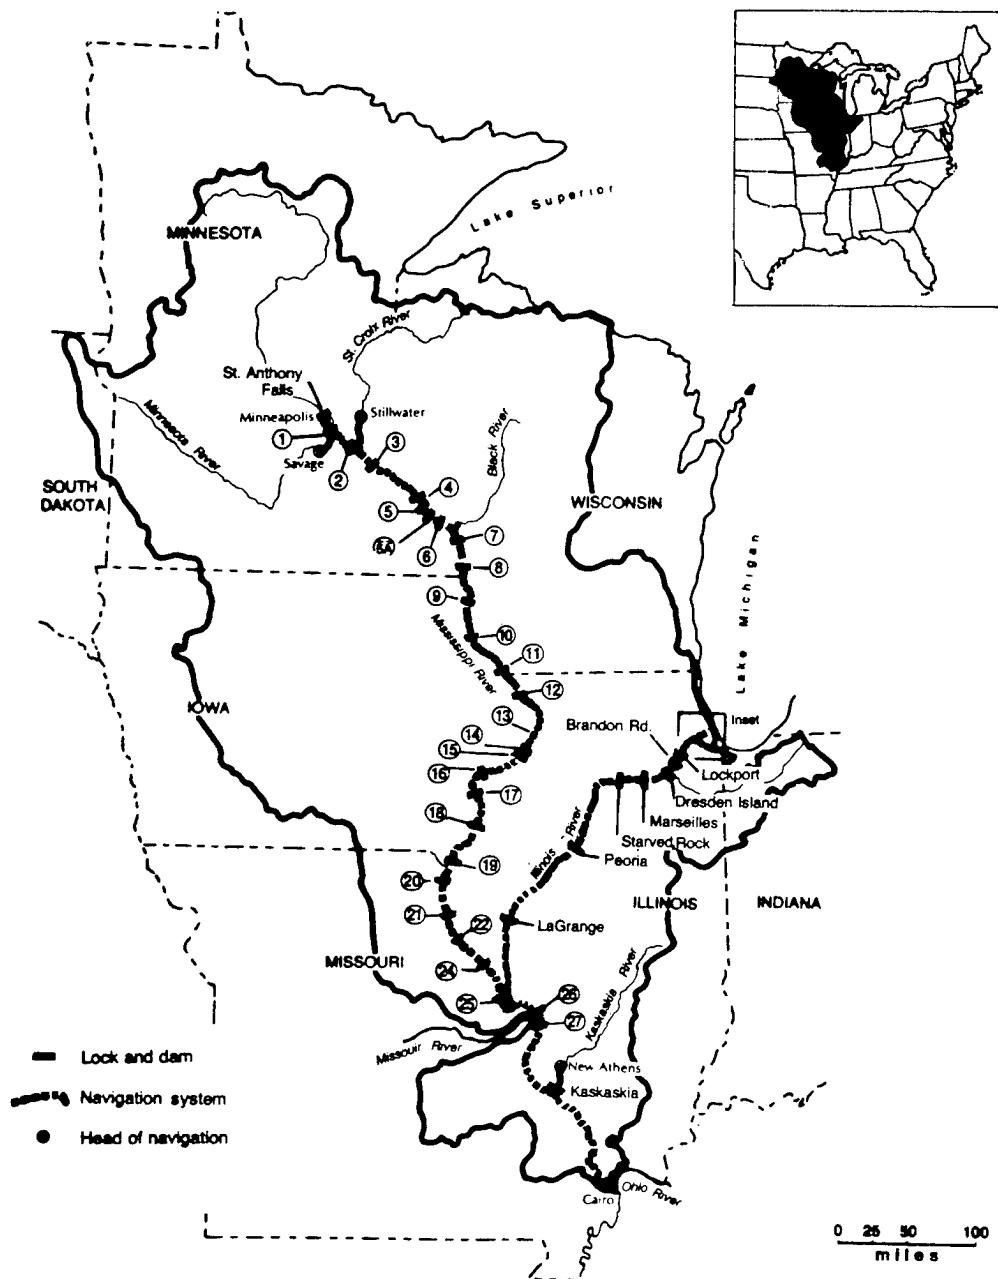 Lake Superior
MINNESOTA
St. Croix River
St. Anthony
Falls
Minneapolis
Stillwater
Minnesota River
Black River
1
3
Savage
2
4
SOUTH
DAKOTA
WISCONSIN
5
5A
6
7
8
9
Mississippi River
10
11
Lake Michigan
12
IOWA
13
Inset
Brandon Rd.
14
15
16
Lockport
Dresden Island
17
Marseilles
18
Illinois River
Starved Rock
Peoria
19
20
ILLINOIS
INDIANA
21
22
LaGrange
MISSOURI
24
Kaskaskia River
25
26
27
Missouir River
New Athens
Kaskaskia
Lock and dam
Navigation system
Head of navigation
Cairo
Ohio River
0 25 50 100
miles